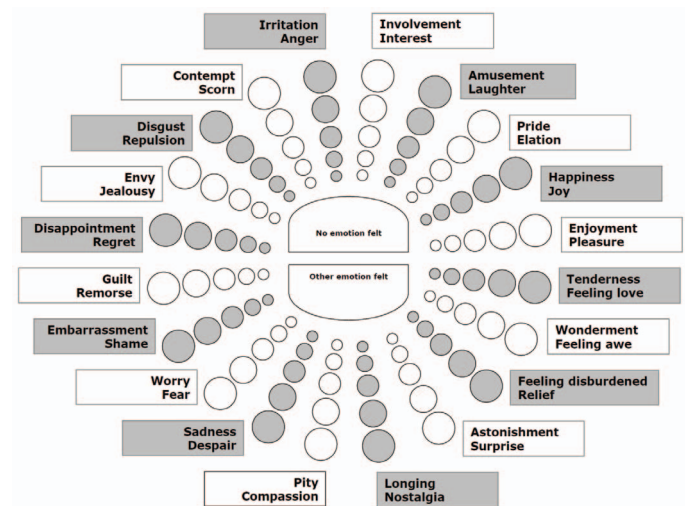 Irritation
Anger
Involvement
Interest
Contempt
Scorn
Amusement
Laughter
Disgust
Repulsion
Pride
Elation
Envy
Jealousy
Happiness
Joy
Disappointment
Regret
No emotion felt
Enjoyment
Pleasure
Guilt
Remorse
Other emotion felt
Tenderness
Feeling love
Embarrassment
Shame
Wonderment
Feeling awe
Worry
Fear
Feeling disburdened
Relief
Sadness
Despair
Astonishment
Surprise
Pity
Compassion
Longing
Nostalgia